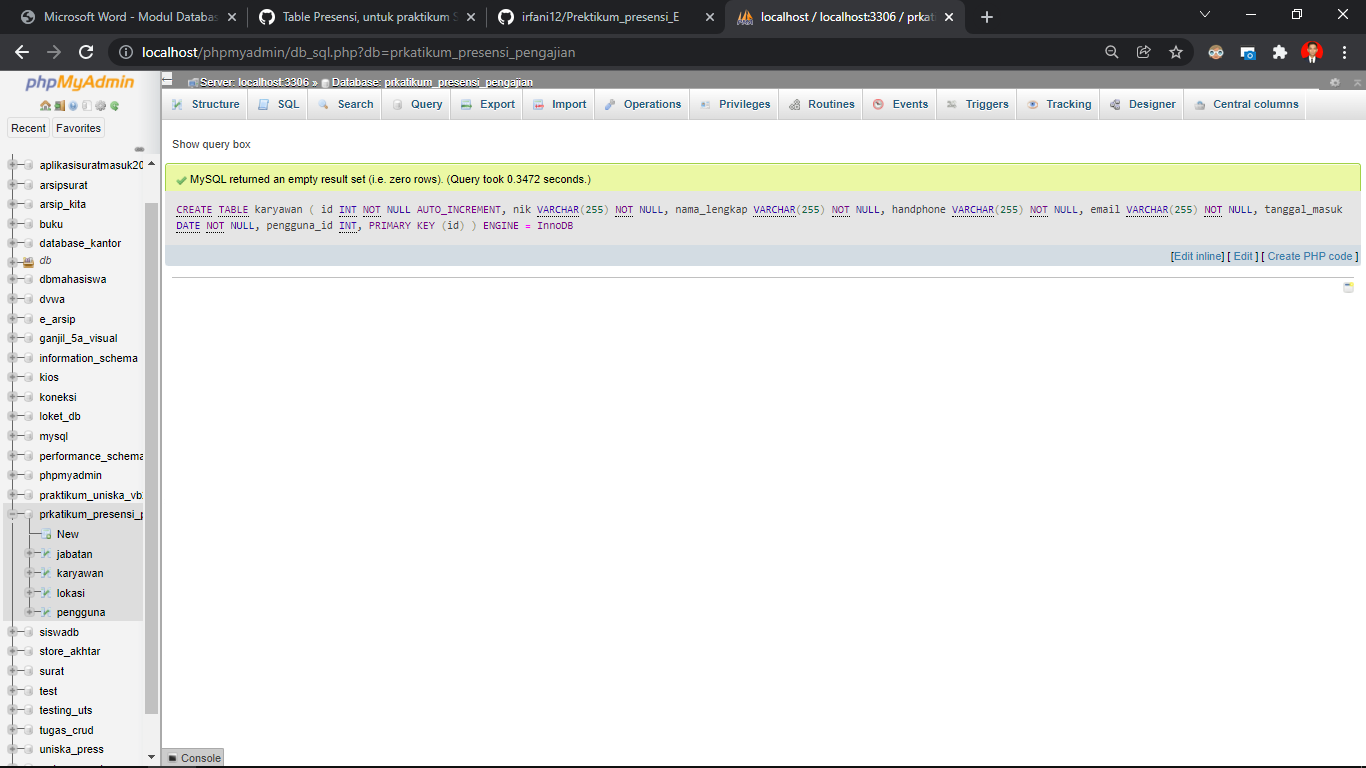 Microsoft Word - Modul Databas
Table Presensi, untuk praktikum S
irfani12/Prektikum_presensi_E
localhost / localhost:3306 / prkati
localhost/phpmyadmin/db_sql.php?db=prkatikum_presensi_pengajian
phpMyAdmin
Recent Favorites
aplikasisuratmasuk20
arsipsurat
arsip_kita
buku
database_kantor
db
dbmahasiswa
dvwa
e_arsip
ganjil_5a_visual
information_schema
kios
koneksi
loket_db
mysql
performance_schema
phpmyadmin
praktikum_uniska_vb
prkatikum_presensi_p
New
jabatan
karyawan
lokasi
pengguna
siswadb
store_akhtar
surat
test
testing_uts
tugas_crud
uniska_press
Server: localhost:3306 » Database: prkatikum_presensi_pengajian
Structure SQL Search Query Export Import Operations Privileges Routines Events Triggers Tracking Designer Central columns
Show query box
MySQL returned an empty result set (i.e. zero rows). (Query took 0.3472 seconds.)
CREATE TABLE karyawan ( id INT NOT NULL AUTO_INCREMENT, nik VARCHAR(255) NOT NULL, nama_lengkap VARCHAR(255) NOT NULL, handphone VARCHAR(255) NOT NULL, email VARCHAR(255) NOT NULL, tanggal_masuk
DATE NOT NULL, pengguna_id INT, PRIMARY KEY (id) ) ENGINE = InnoDB
[Edit inline] [ Edit ] [ Create PHP code ]
Console